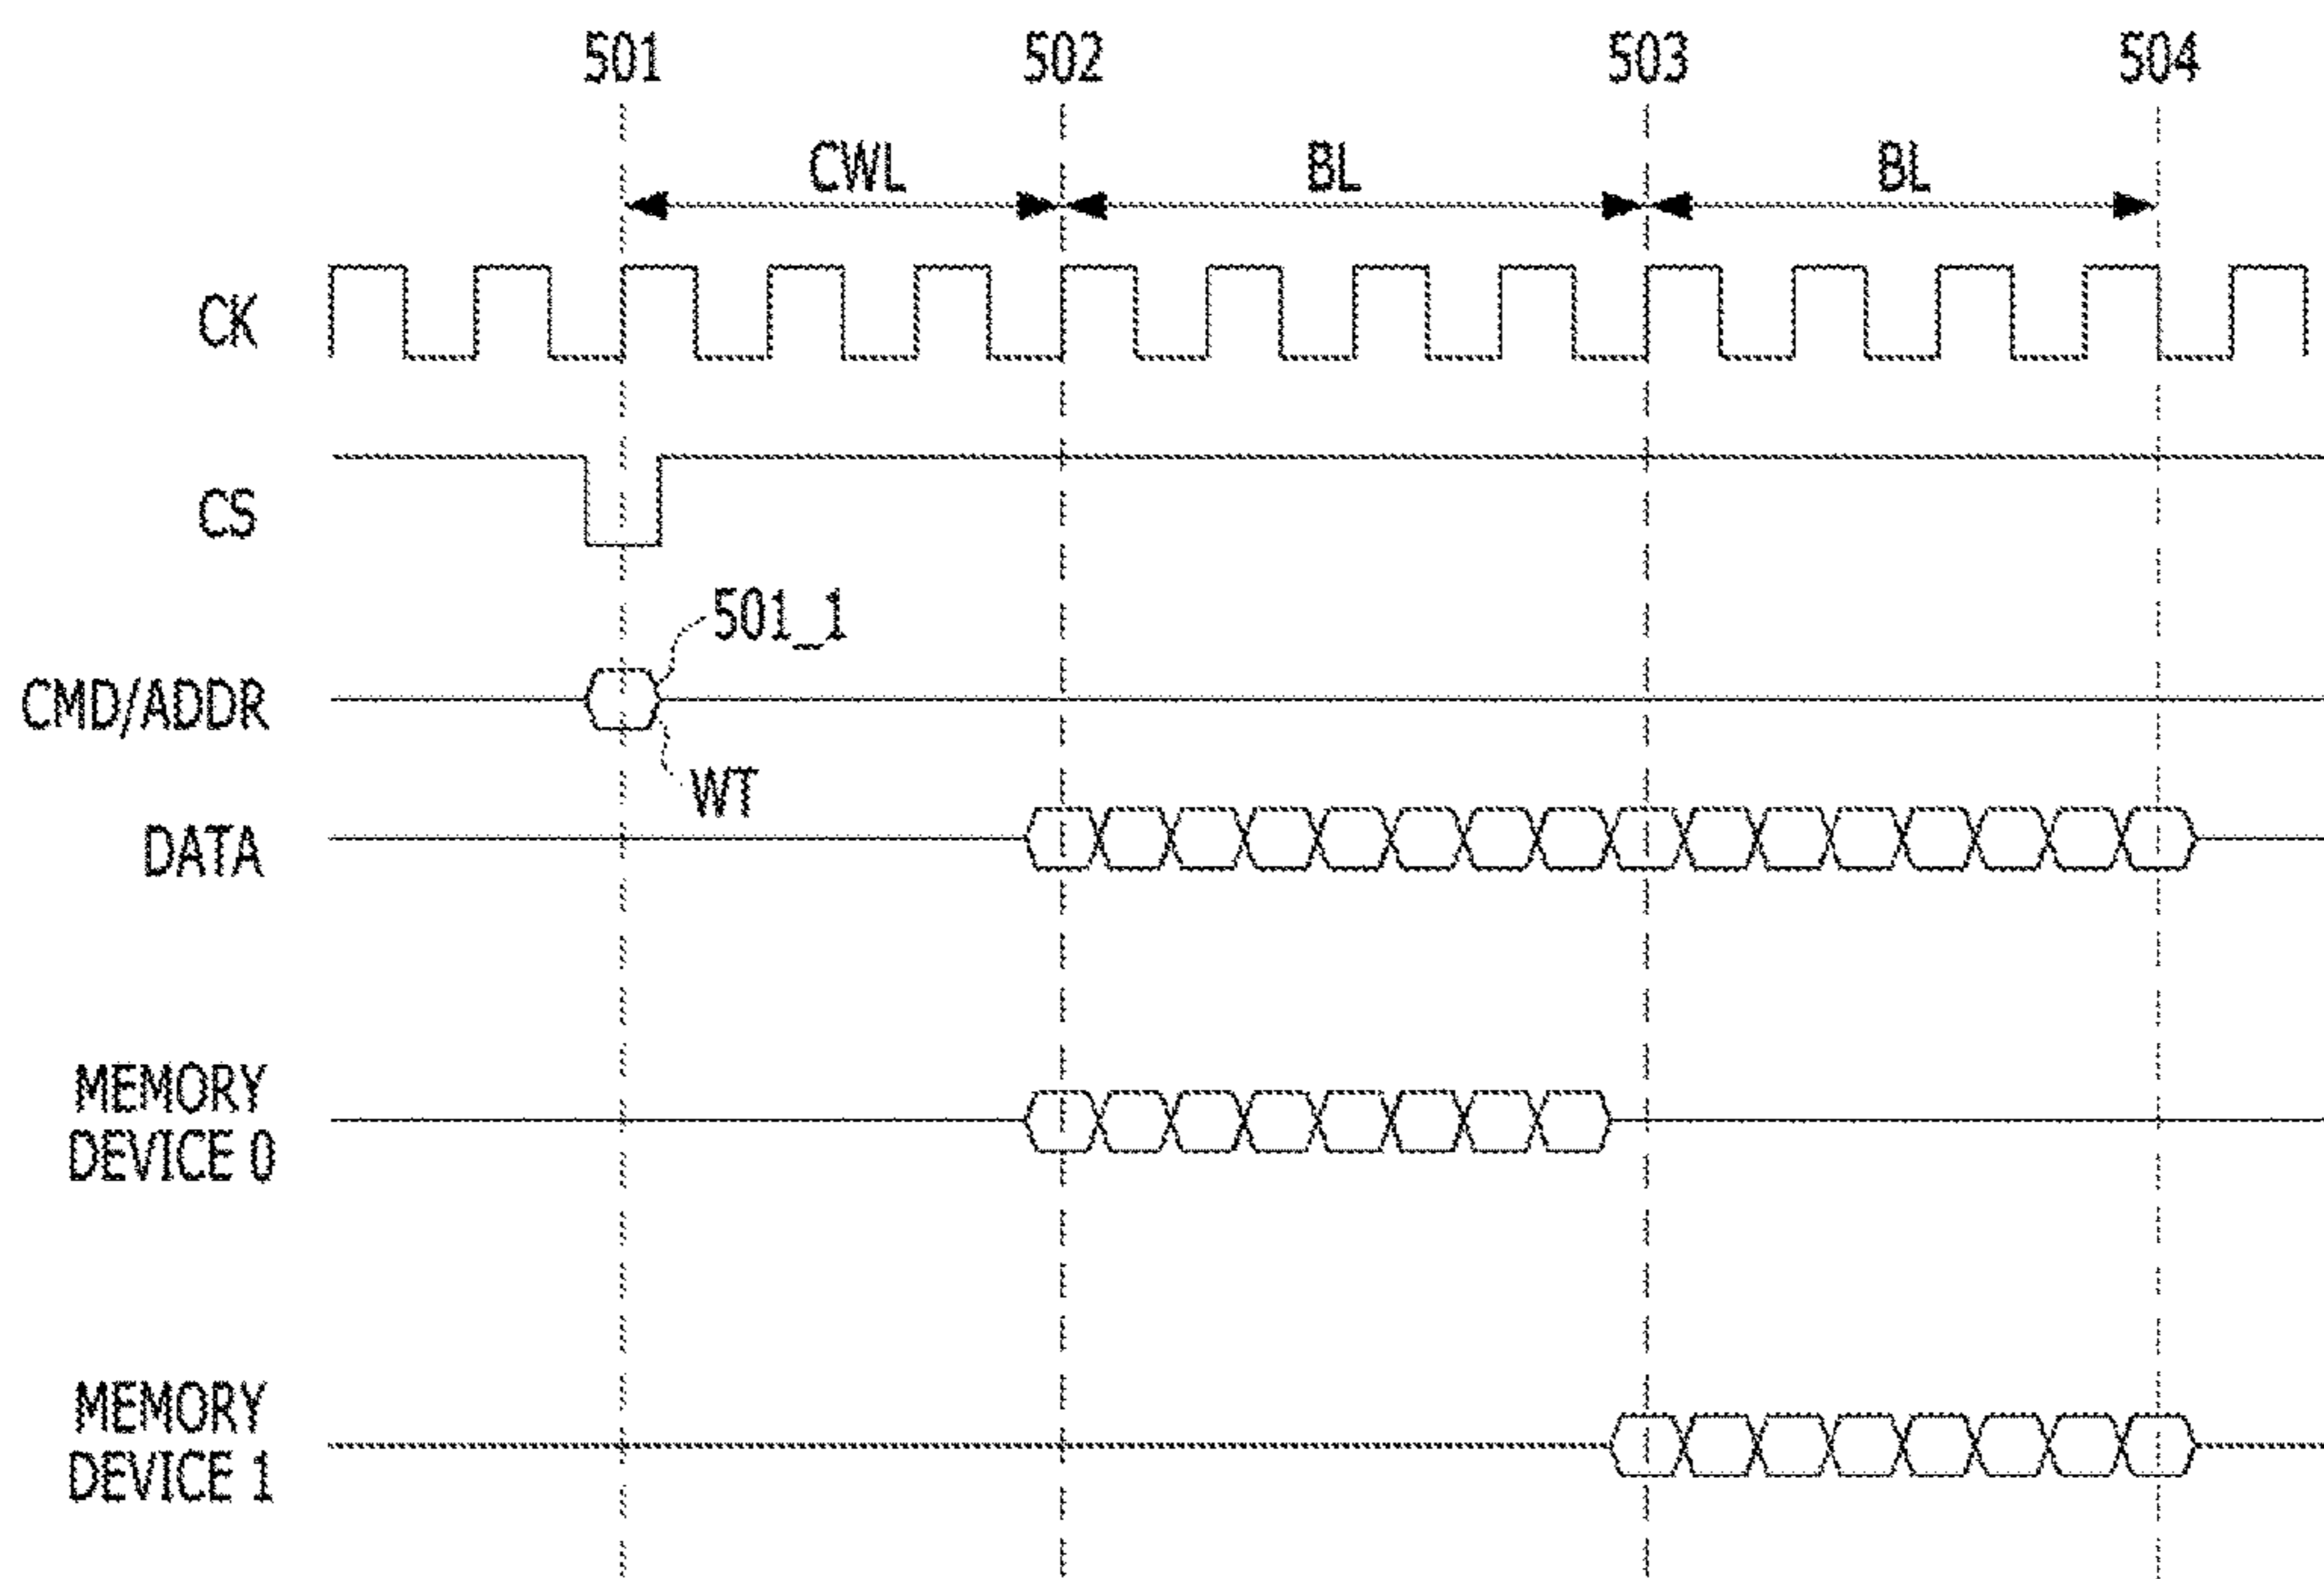 501 502 503 504
CWL BL BL
CK
CS
501_1
CMD/ADDR
WT
DATA
MEMORY
DEVICE 0
MEMORY
DEVICE 1